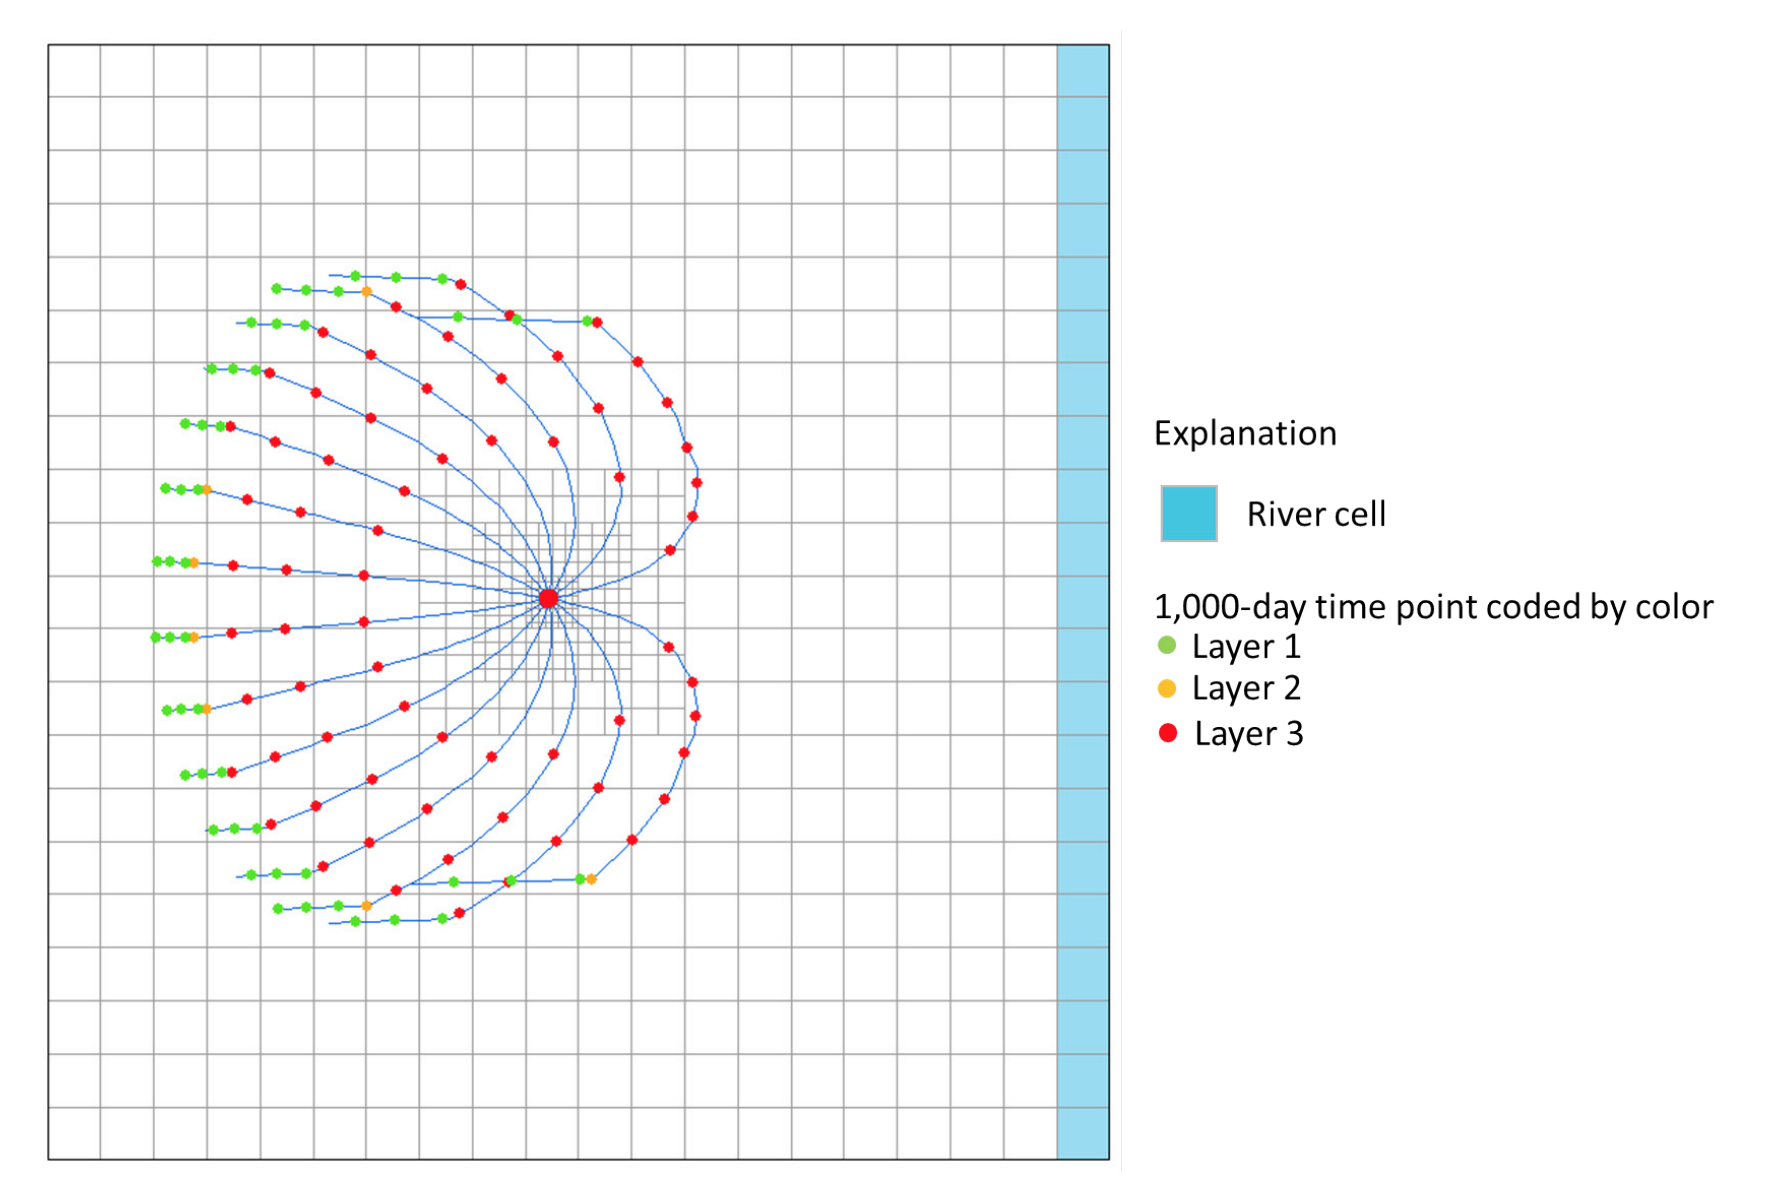 Explanation
River cell
1,000-day time point coded by color
Layer 1
Layer 2
Layer 3